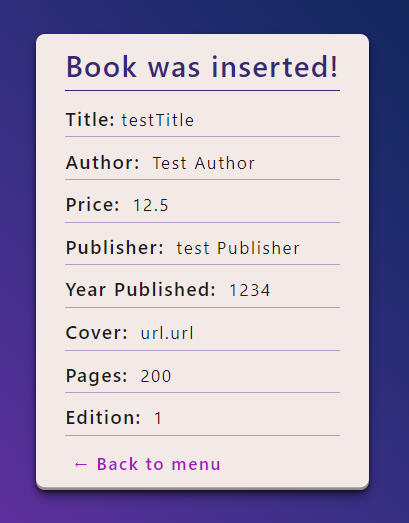 Book was inserted!
Title: testTitle
Author: Test Author
Price: 12.5
Publisher: test Publisher
Year Published: 1234
Cover: url.url
Pages: 200
Edition: 1
← Back to menu